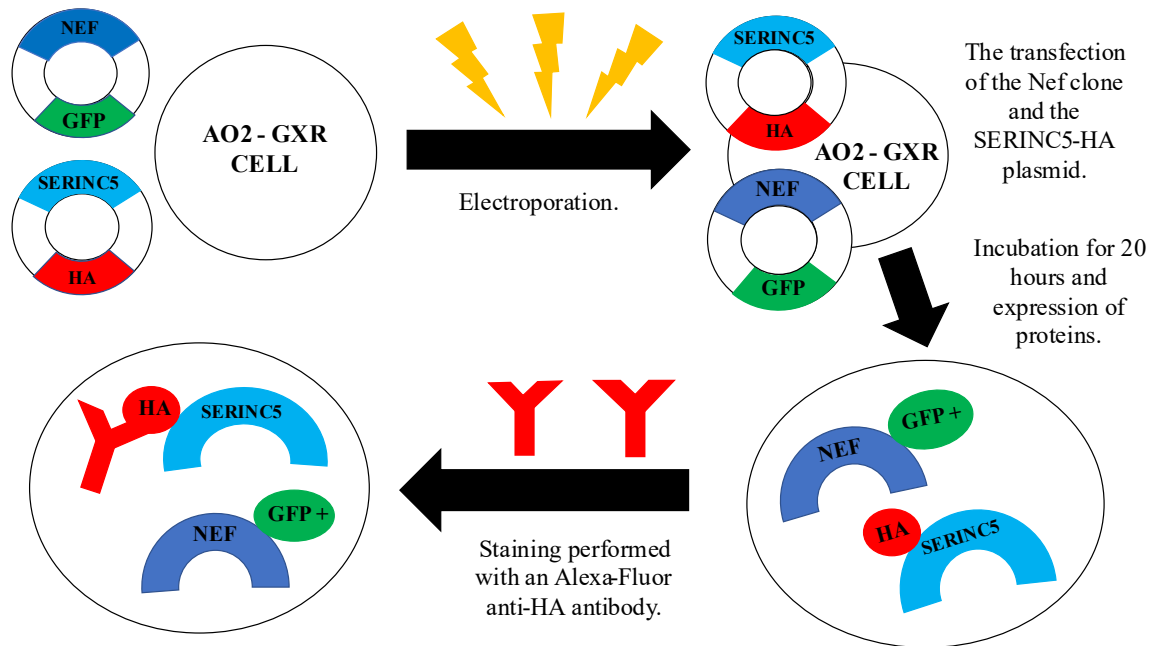 NEF
GFP
SERINC5
HA
AO2 - GXR
CELL
Electroporation.
SERINC5
HA
AO2 - GXR
CELL
NEF
GFP
The transfection
of the Nef clone
and the
SERINC5-HA
plasmid.
Incubation for 20
hours and
expression of
proteins.
GFP +
NEF
HA
SERINC5
Staining performed
with an Alexa-Fluor
anti-HA antibody.
HA
SERINC5
GFP +
NEF